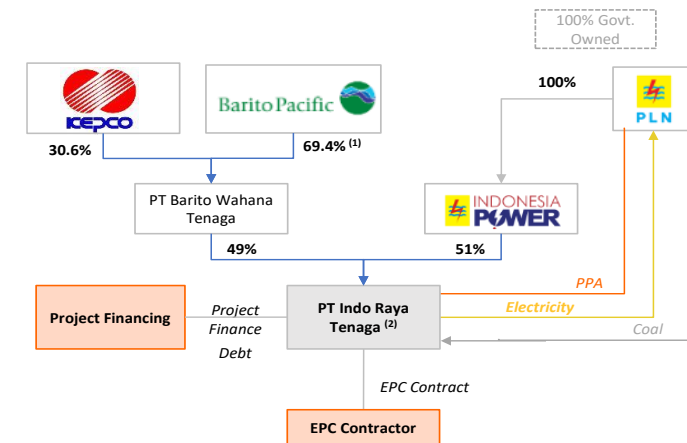 100% Govt.
Owned
KEPCO
Barito Pacific
100%
PLN
30.6%
69.4% (1)
PT Barito Wahana
Tenaga
INDONESIA
POWER
49%
51%
PPA
Project Financing
Project
Finance
Debt
PT Indo Raya
Tenaga (2)
Electricity
Coal
EPC Contract
EPC Contractor